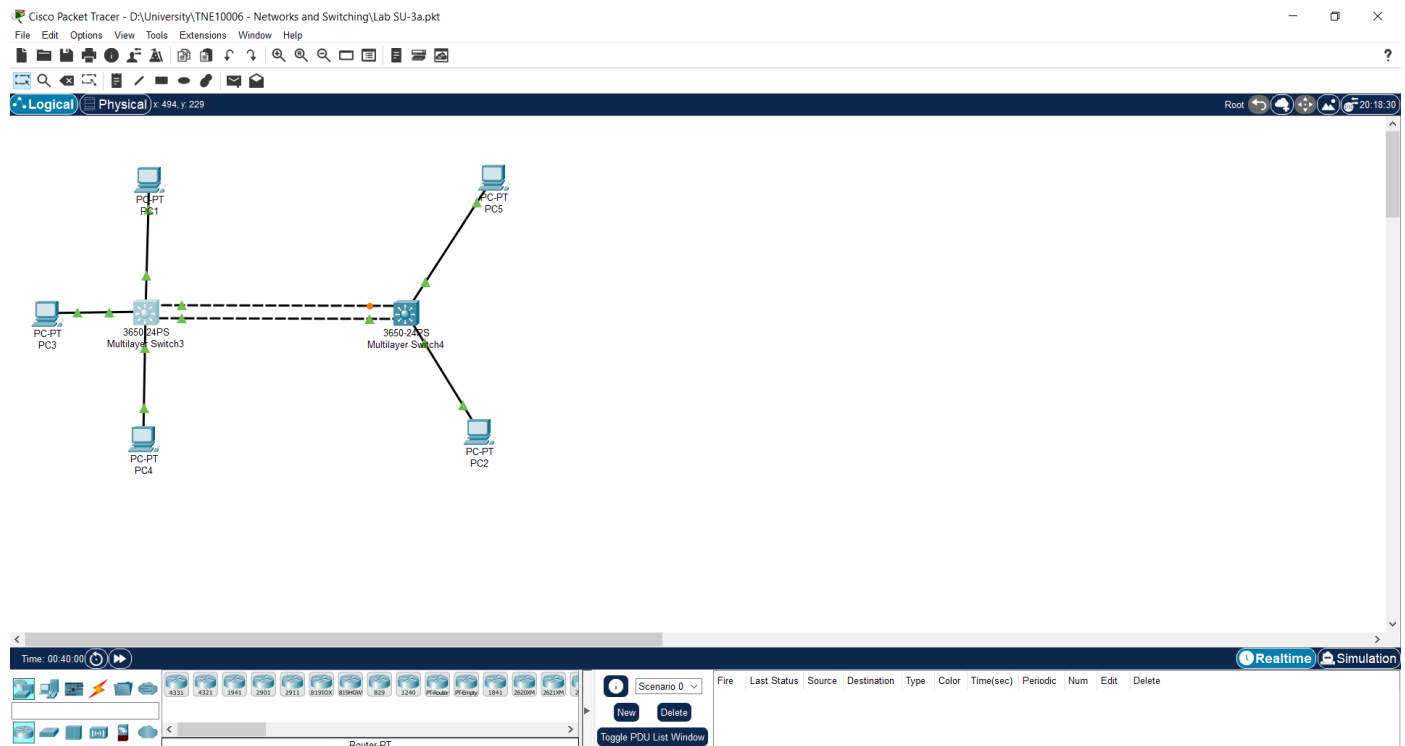 Cisco Packet Tracer - D:\University\TNE10006 - Networks and Switching\Lab SU-3a.pkt
File Edit Options View Tools Extensions Window Help
?
Logical Physical x: 494, y: 229 Root 20:18:30
PC-PT
PC1
PC-PT
PC5
PC-PT
PC3
3650-24PS
Multilayer Switch3
3650-24PS
Multilayer Switch4
PC-PT
PC4
PC-PT
PC2
Time: 00:40:00 Realtime Simulation
4331 4321 1941 2901 2911 819IOX 819HGW 829 1240 PT-Router PT-Empty 1841 2620XM 2621XM 2
Scenario 0
Fire Last Status Source Destination Type Color Time(sec) Periodic Num Edit Delete
New Delete
Toggle PDU List Window
Router-PT